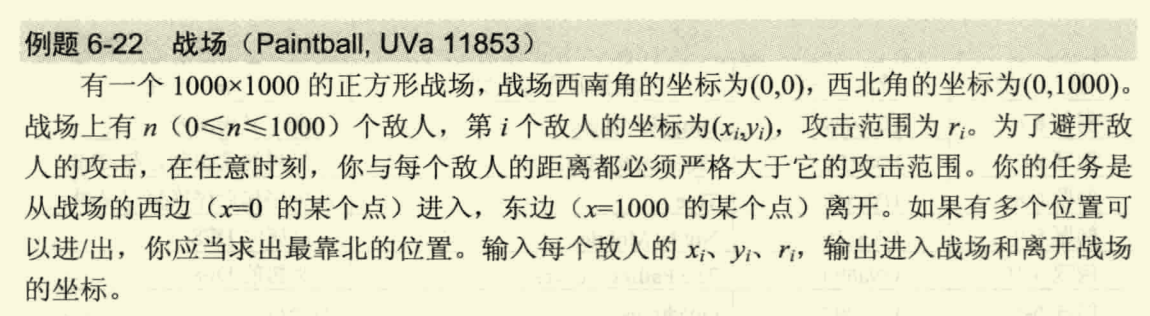 例题 6-22 战场（Paintball, UVa 11853）
有一个 1000×1000 的正方形战场，战场西南角的坐标为(0,0)，西北角的坐标为(0,1000)。
战场上有 n（0≤n≤1000）个敌人，第 i 个敌人的坐标为(xi,yi)，攻击范围为 ri。为了避开敌
人的攻击，在任意时刻，你与每个敌人的距离都必须严格大于它的攻击范围。你的任务是
从战场的西边（x=0 的某个点）进入，东边（x=1000 的某个点）离开。如果有多个位置可
以进/出，你应当求出最靠北的位置。输入每个敌人的 xi、yi、ri，输出进入战场和离开战场
的坐标。